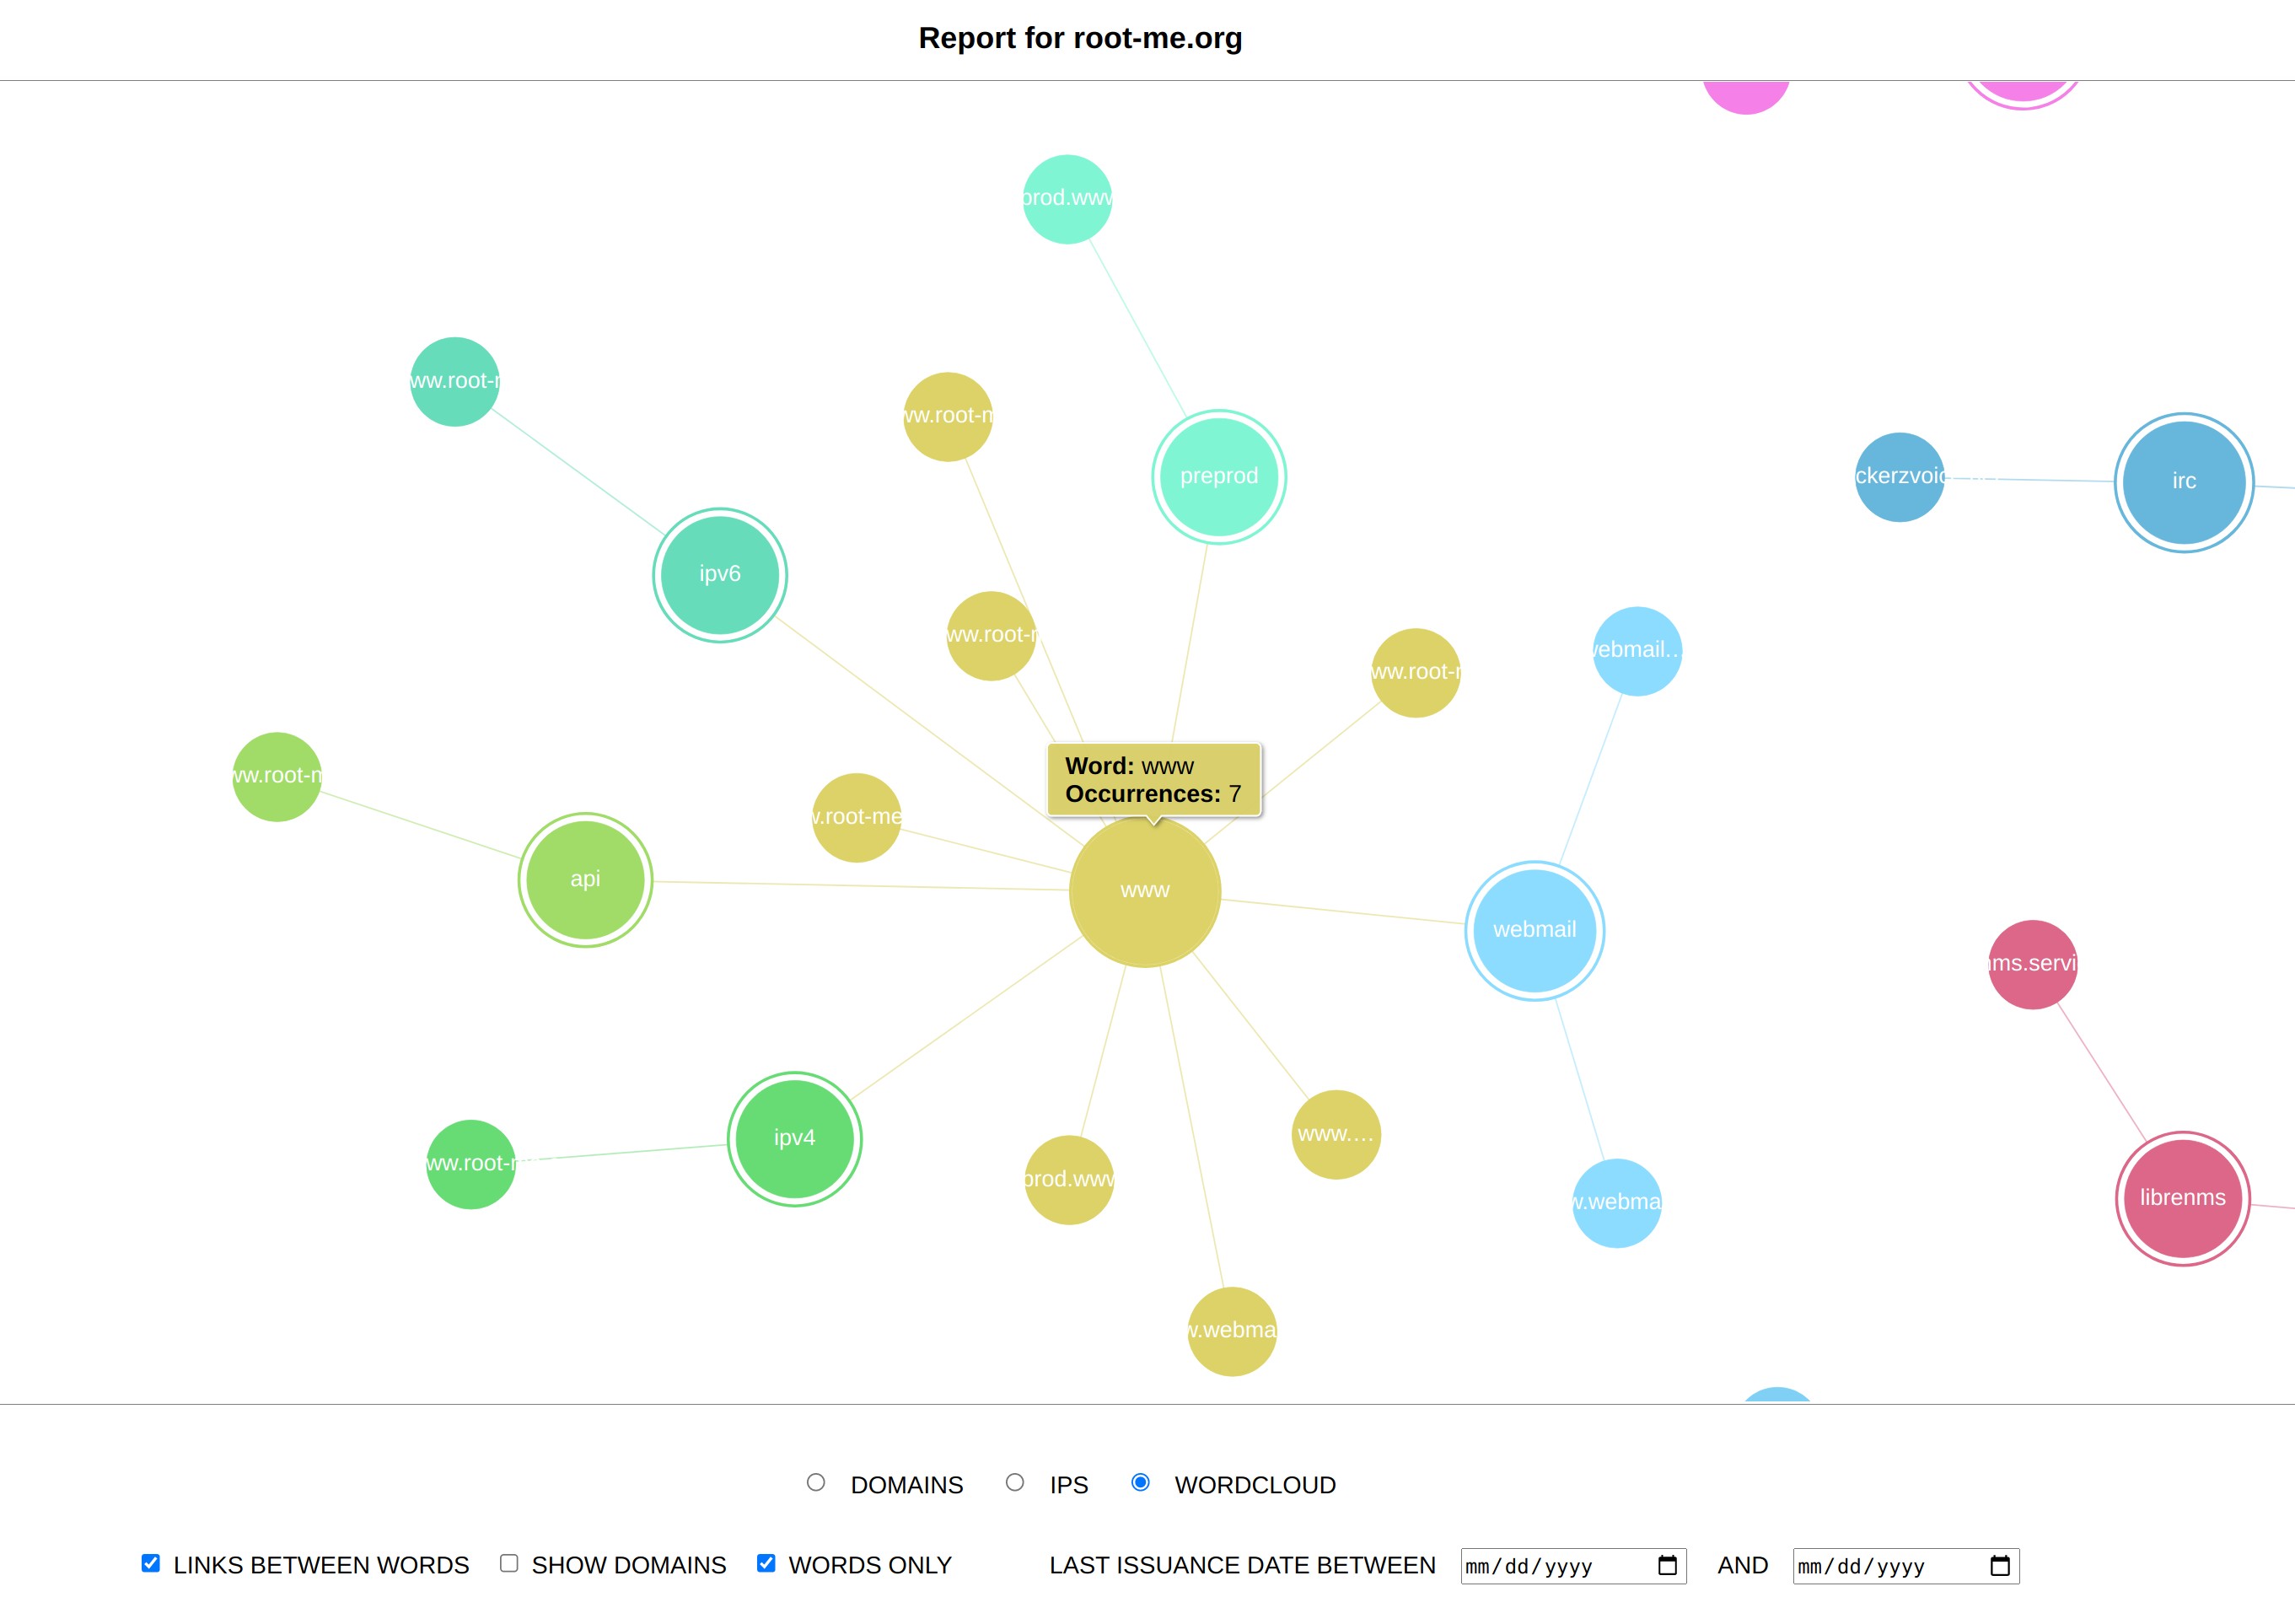 Report for root-me.org
prod.www
ww.root-m
ww.root-m
preprod
ckerzvoic
irc
ipv6
ww.root-m
ww.root-m
webmail…
Word: www
Occurrences: 7
ww.root-m
w.root-me
api
www
webmail
nms.servi
ipv4
ww.root-me
prod.www
www.…
w.webma
librenms
w.webma
DOMAINS IPS WORDCLOUD
LINKS BETWEEN WORDS SHOW DOMAINS WORDS ONLY LAST ISSUANCE DATE BETWEEN mm/dd/yyyy AND mm/dd/yyyy